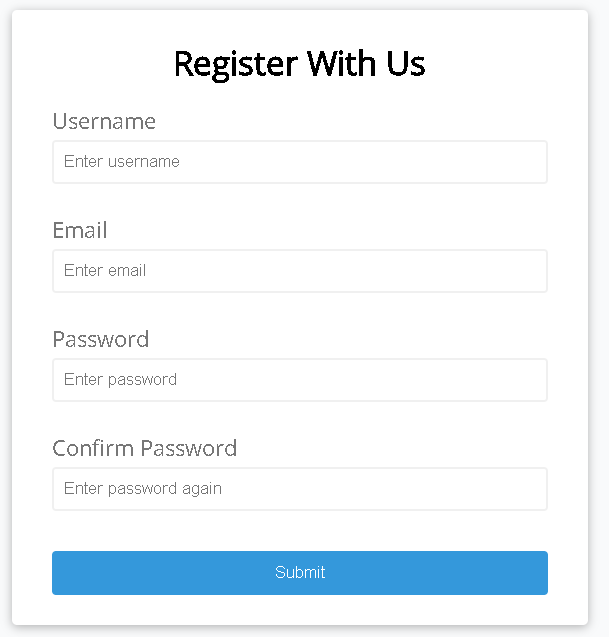 Register With Us
Username
Enter username
Email
Enter email
Password
Enter password
Confirm Password
Enter password again
Submit